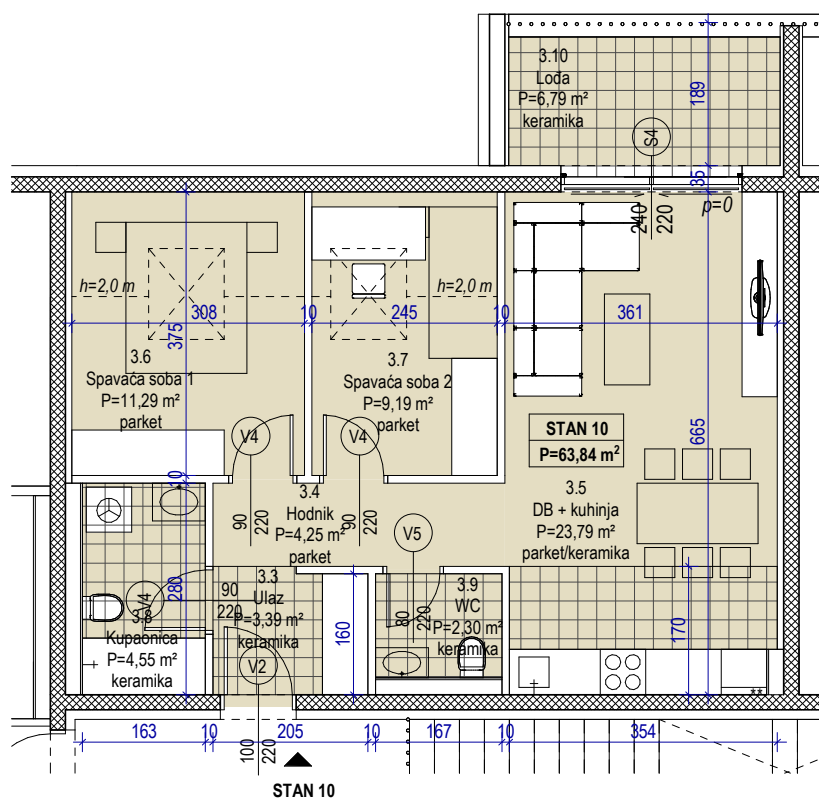 3.10
Lođa
P=6,79 m²
keramika
189
S4
35
240
220
p=0
h=2,0 m
h=2,0 m
308
10
245
10
361
375
3.6
Spavaća soba 1
P=11,29 m²
parket
3.7
Spavaća soba 2
P=9,19 m²
parket
STAN 10
P=63,84 m²
665
V4
V4
10
3.4
Hodnik
P=4,25 m²
parket
90
220
90
220
3.5
DB + kuhinja
P=23,79 m²
parket/keramika
V5
280
V4
90
220
3.3
Ulaz
P=3,39 m²
keramika
3.8
Kupaonica
P=4,55 m²
keramika
V2
160
80
220
3.9
WC
P=2,30 m²
keramika
170
**
163
10
205
10
167
10
354
100
220
STAN 10